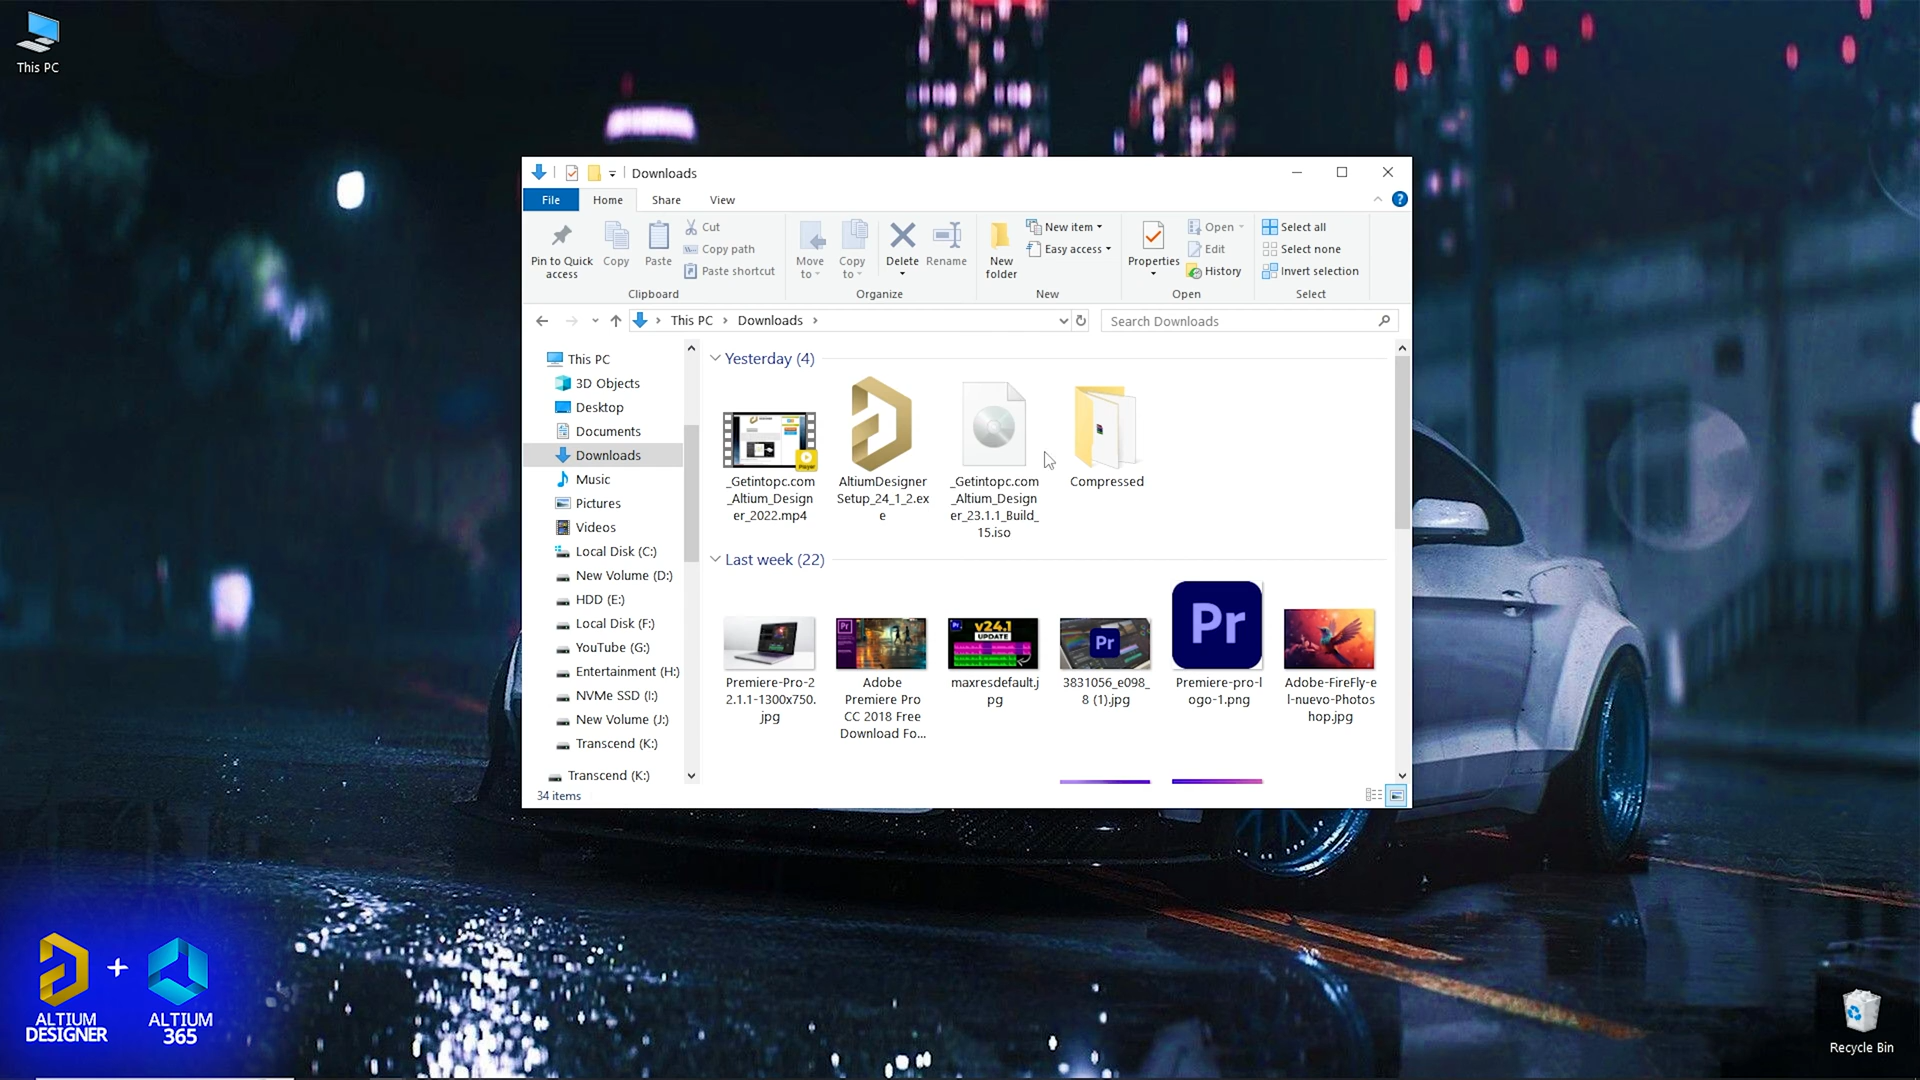 This PC
Downloads
File
Home
Share
View
Pin to Quick
access
Copy
Paste
Cut
Copy path
Paste shortcut
Clipboard
Move
to
Copy
to
Delete
Rename
Organize
New
folder
New item
Easy access
New
Properties
Open
Edit
History
Open
Select all
Select none
Invert selection
Select
This PC
Downloads
Search Downloads
This PC
3D Objects
Desktop
Documents
Downloads
Music
Pictures
Videos
Local Disk (C:)
New Volume (D:)
HDD (E:)
Local Disk (F:)
YouTube (G:)
Entertainment (H:)
NVMe SSD (I:)
New Volume (J:)
Transcend (K:)
Transcend (K:)
34 items
Yesterday (4)
_Getintopc.com
_Altium_Design
er_2022.mp4
AltiumDesigner
Setup_24_1_2.ex
e
_Getintopc.com
_Altium_Design
er_23.1.1_Build_
15.iso
Compressed
Last week (22)
Premiere-Pro-2
2.1.1-1300x750.
jpg
Pr
Adobe
Premiere Pro
CC 2018 Free
Download Fo...
Pr
v24.1
UPDATE
maxresdefault.j
pg
Pr
3831056_e098_
8 (1).jpg
Pr
Premiere-pro-l
ogo-1.png
Adobe-FireFly-e
l-nuevo-Photos
hop.jpg
ALTIUM
DESIGNER
+
ALTIUM
365
Recycle Bin